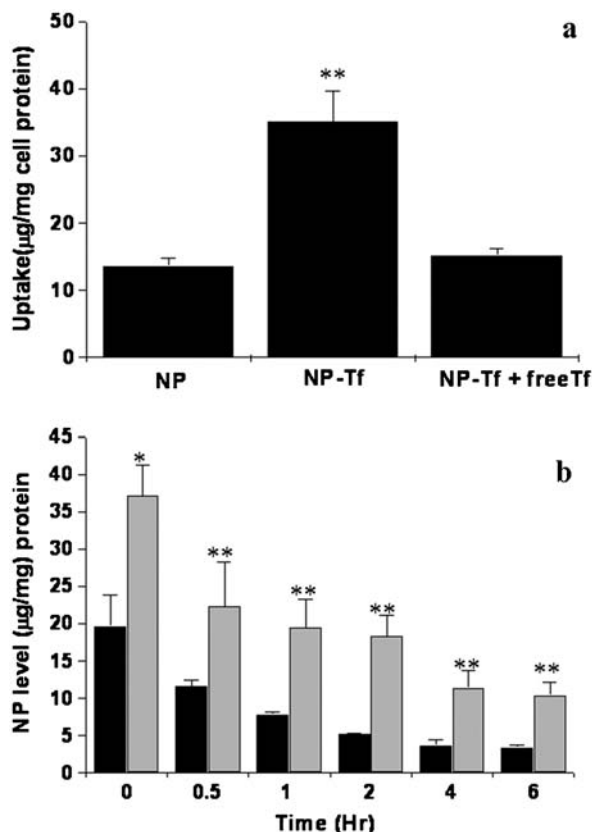 a
50
**
40
30
20
10
0
Uptake(μg/mg cell protein)
NP NP-Tf NP-Tf + freeTf
b
45
40
35
30
25
20
15
10
5
0
NP level (μg/mg) protein
* ** ** ** ** **
0 0.5 1 2 4 6
Time (Hr)